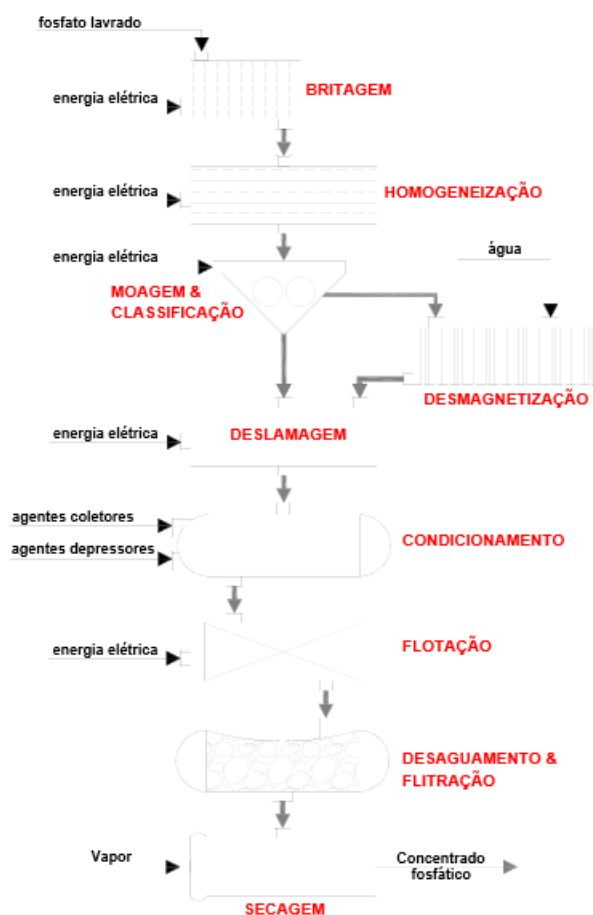 fosfato lavrado
energia elétrica
BRITAGEM
energia elétrica
HOMOGENEIZAÇÃO
energia elétrica
água
MOAGEM &
CLASSIFICAÇÃO
DESMAGNETIZAÇÃO
energia elétrica
DESLAMAGEM
agentes coletores
CONDICIONAMENTO
agentes depressores
energia elétrica
FLOTAÇÃO
DESAGUAMENTO &
FLITRAÇÃO
Vapor
Concentrado
fosfático
SECAGEM